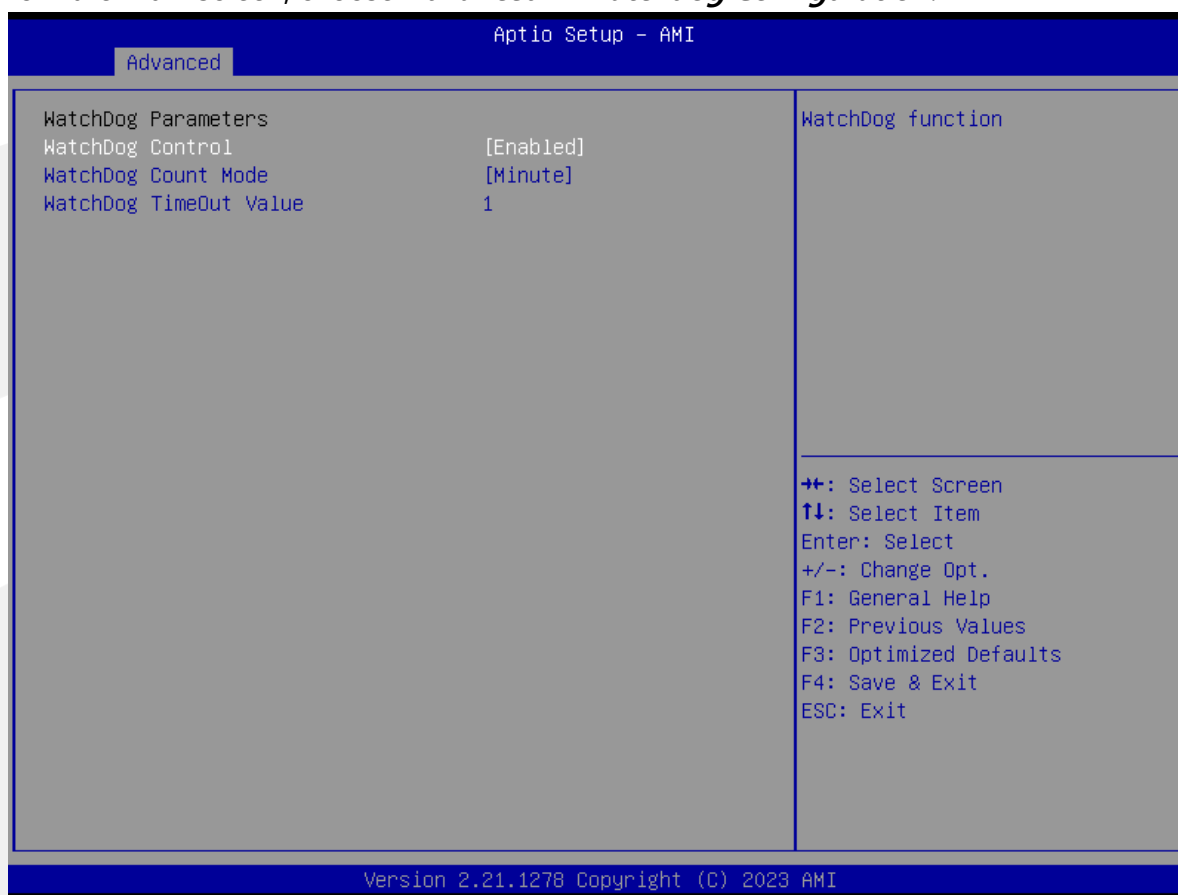 Aptio Setup - AMI
Advanced
WatchDog Parameters
WatchDog Control [Enabled]
WatchDog Count Mode [Minute]
WatchDog TimeOut Value 1
WatchDog function
→←: Select Screen
↑↓: Select Item
Enter: Select
+/-: Change Opt.
F1: General Help
F2: Previous Values
F3: Optimized Defaults
F4: Save & Exit
ESC: Exit
Version 2.21.1278 Copyright (C) 2023 AMI